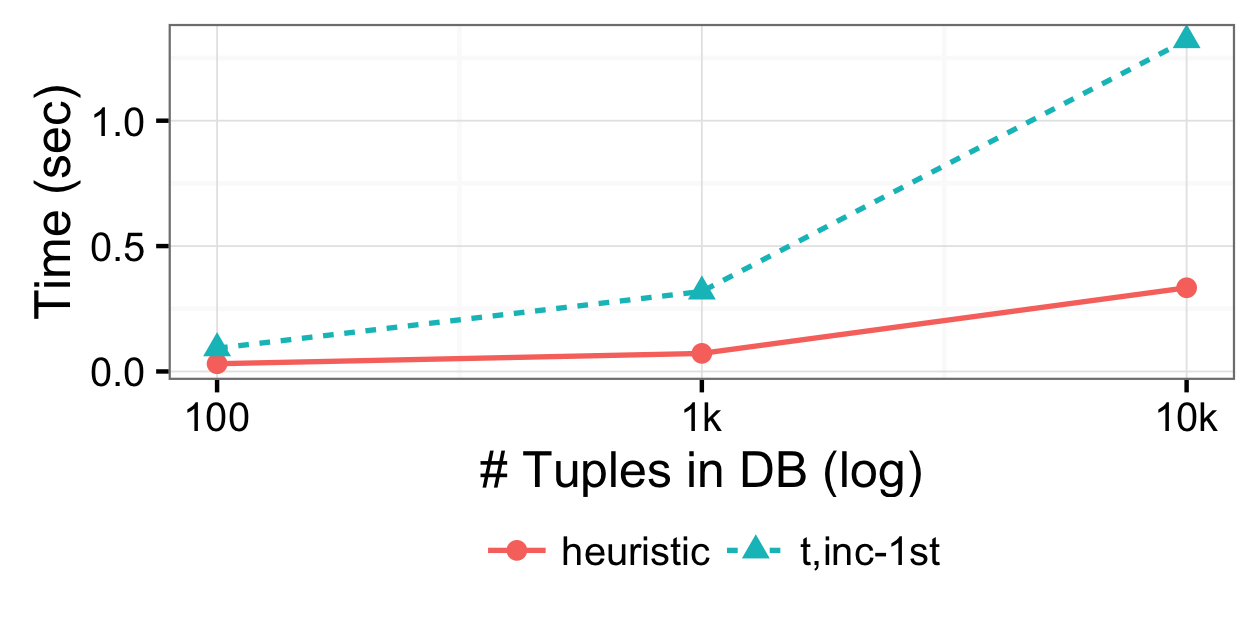 Time (sec)
1.0
0.5
0.0
100 1k 10k
# Tuples in DB (log)
heuristic t,inc-1st